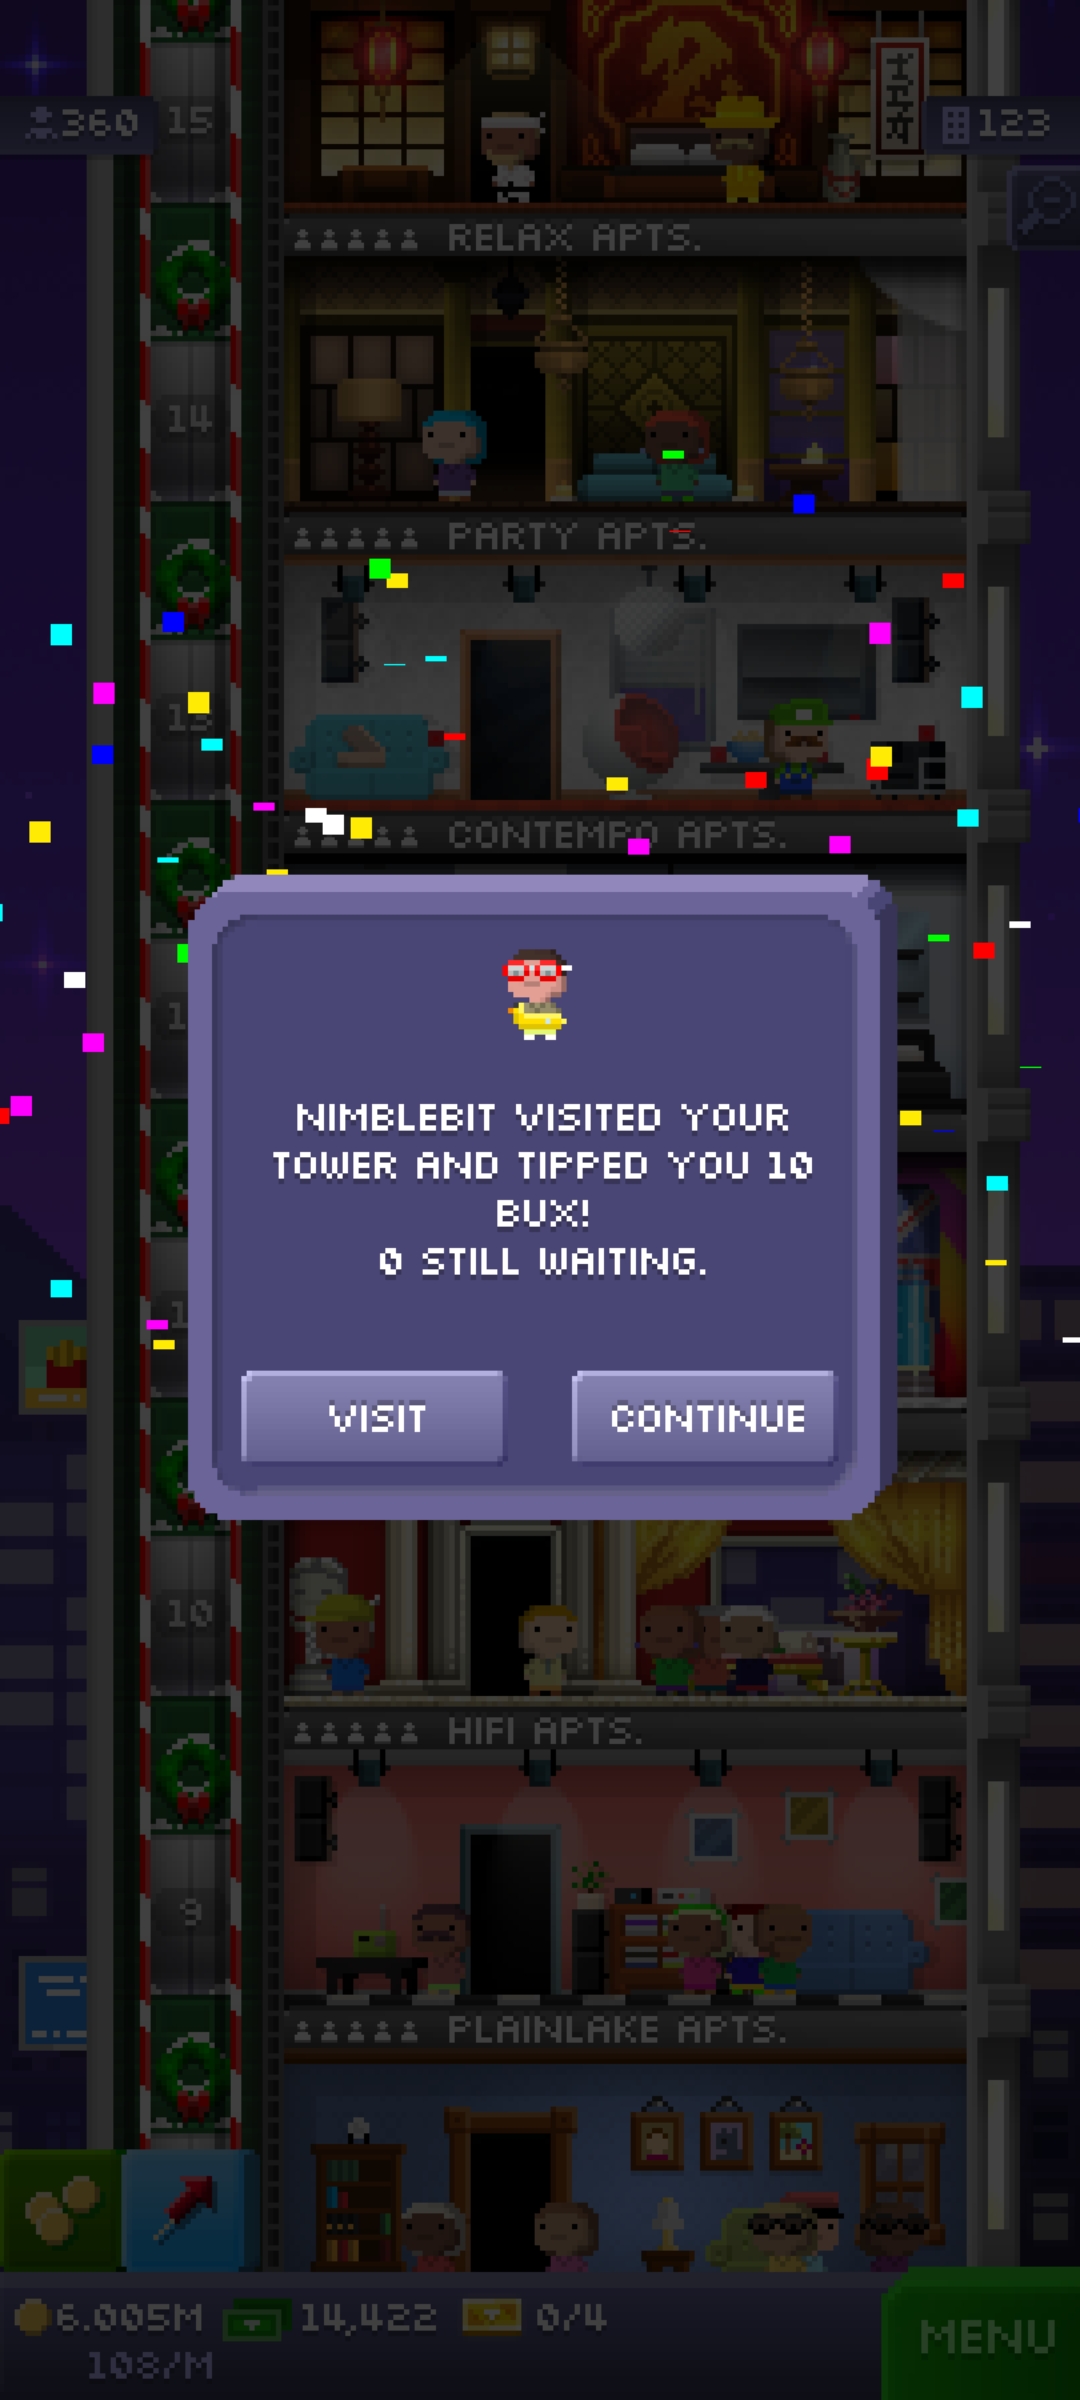 360
15
123
RELAX APTS.
14
PARTY APTS.
13
CONTEMPO APTS.
NIMBLEBIT VISITED YOUR
TOWER AND TIPPED YOU 10
BUX!
0 STILL WAITING.
VISIT
CONTINUE
10
HIFI APTS.
9
PLAINLAKE APTS.
6.005M
14,422
0/4
MENU
108/M